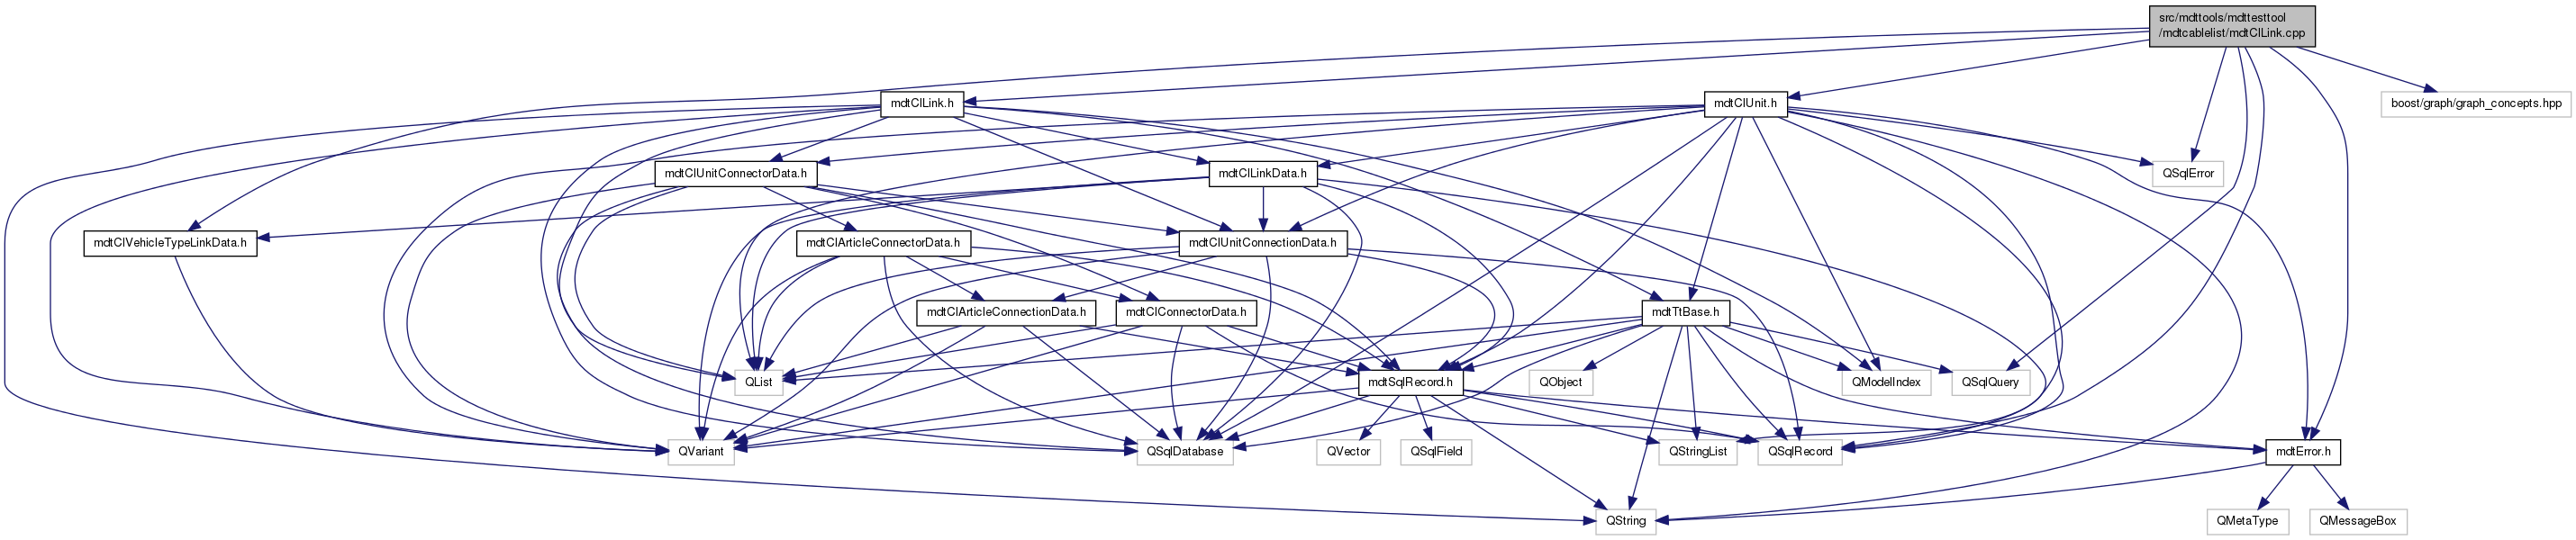 src/mdttools/mdttesttool
/mdtcablelist/mdtClLink.cpp
mdtClLink.h
mdtClUnit.h
boost/graph/graph_concepts.hpp
mdtClUnitConnectorData.h
mdtClLinkData.h
QSqlError
mdtClVehicleTypeLinkData.h
mdtClArticleConnectorData.h
mdtClUnitConnectionData.h
mdtClArticleConnectionData.h
mdtClConnectorData.h
mdtTtBase.h
QList
mdtSqlRecord.h
QObject
QModelIndex
QSqlQuery
QVariant
QSqlDatabase
QVector
QSqlField
QStringList
QSqlRecord
mdtError.h
QString
QMetaType
QMessageBox